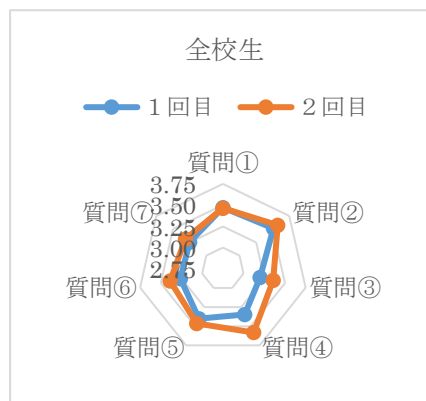 全校生
１回目 ２回目
質問①
質問②
質問③
質問④
質問⑤
質問⑥
質問⑦
3.75
3.50
3.25
3.00
2.75